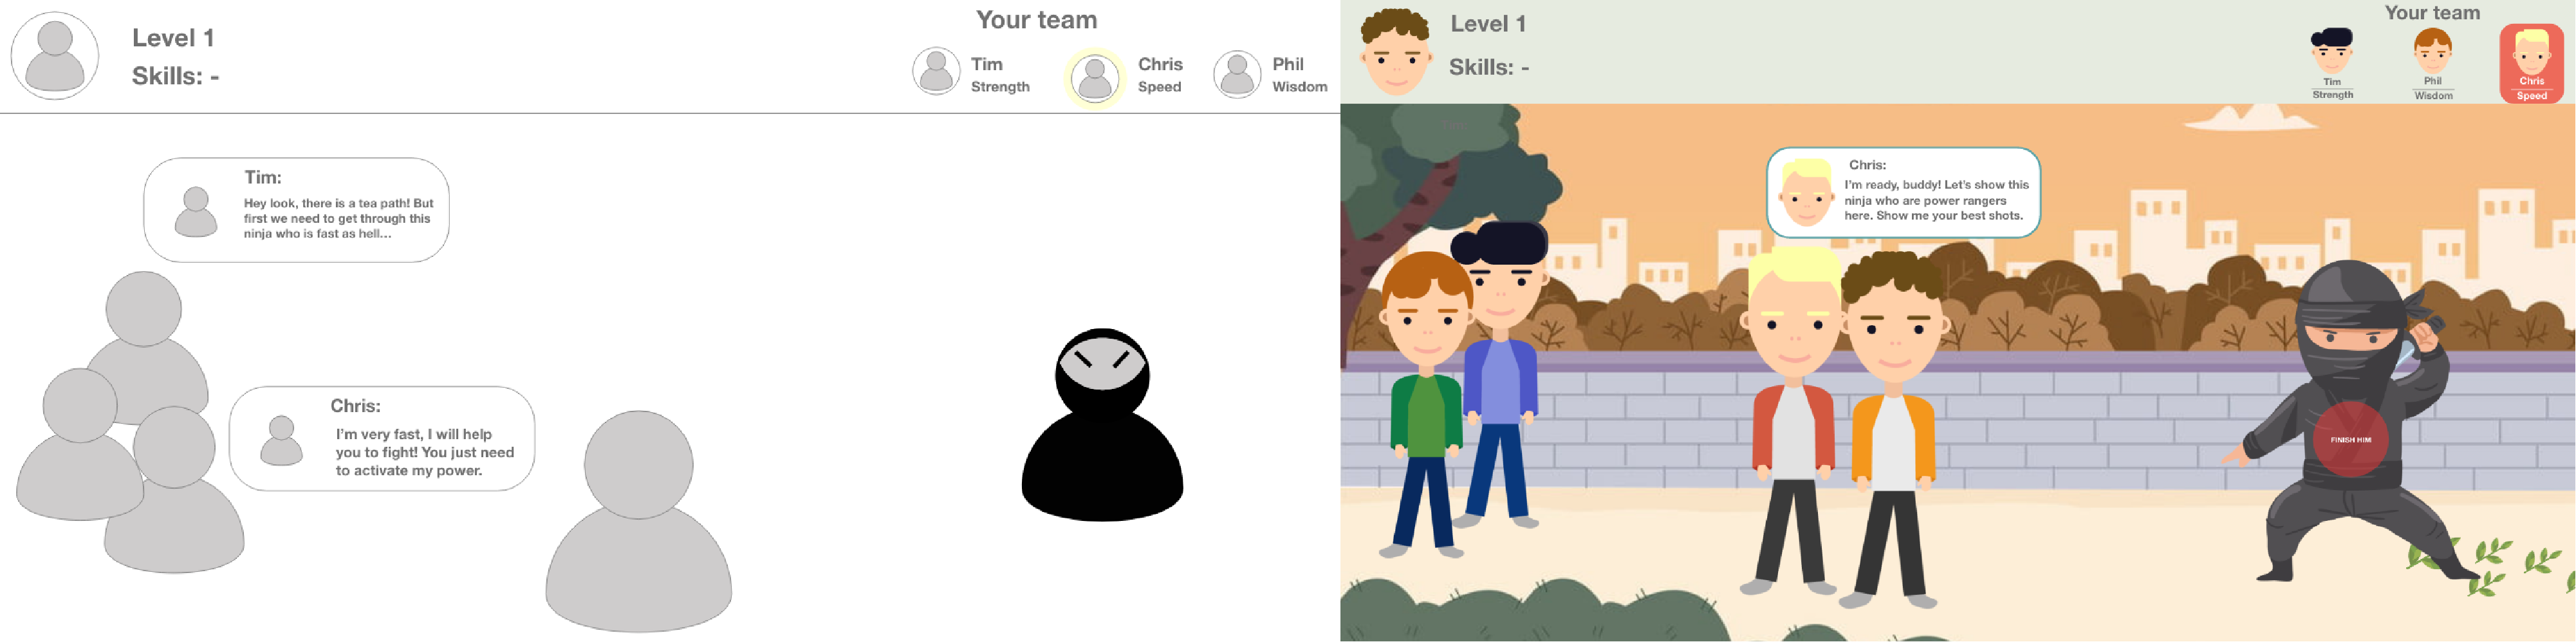 Level 1
Skills: -
Your team
Tim
Strength
Chris
Speed
Phil
Wisdom
Tim:
Hey look, there is a tea path! But
first we need to get through this
ninja who is fast as hell...
Chris:
I'm very fast, I will help
you to fight! You just need
to activate my power.
Level 1
Skills: -
Your team
Tim
Strength
Phil
Wisdom
Chris
Speed
Chris:
I'm ready, buddy! Let's show this
ninja who are power rangers
here. Show me your best shots.
FINISH HIM